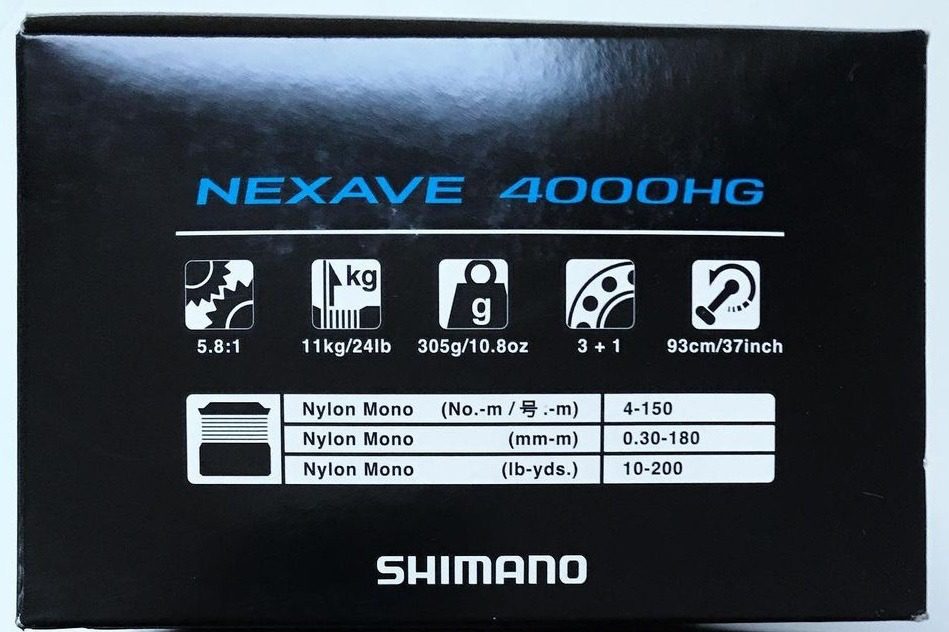 NEXAVE 4000HG
kg
g
5.8:1 11kg/24lb 305g/10.8oz 3 + 1 93cm/37inch
Nylon Mono (No.-m / 号 .-m) 4-150
Nylon Mono (mm-m) 0.30-180
Nylon Mono (lb-yds.) 10-200
SHIMANO